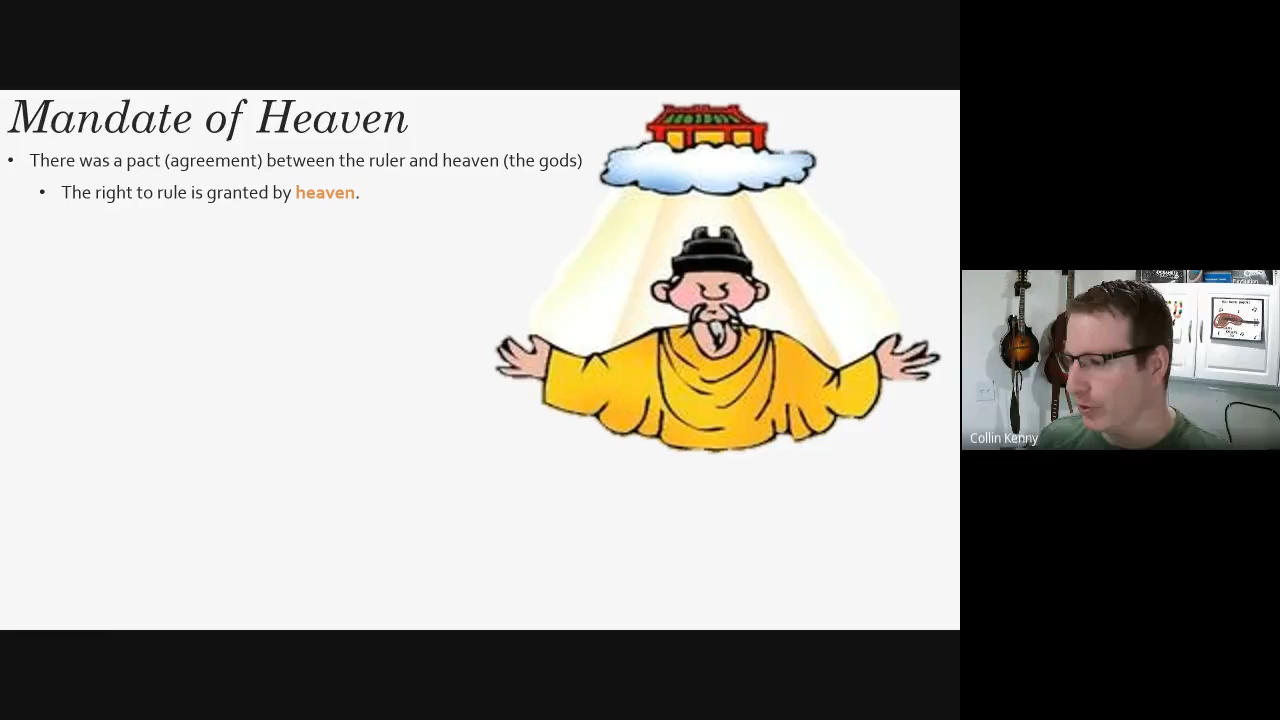 Mandate of Heaven
• There was a pact (agreement) between the ruler and heaven (the gods)
• The right to rule is granted by heaven.
Collin Kenny